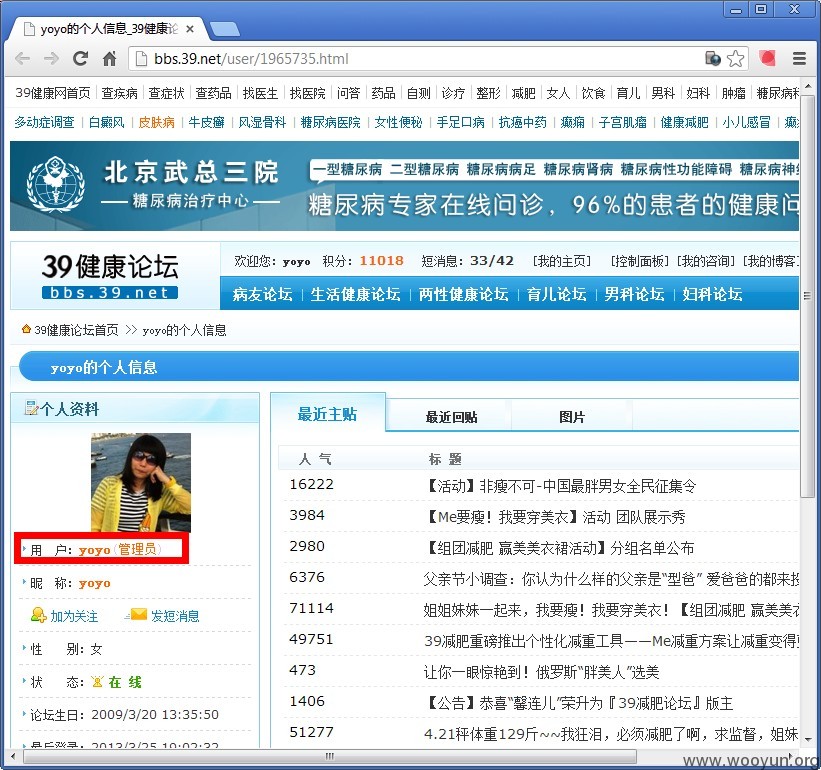 yoyo的个人信息_39健康论
bbs.39.net/user/1965735.html
39健康网首页 查疾病 查症状 查药品 找医生 找医院 问答 药品 自测 诊疗 整形 减肥 女人 饮食 育儿 男科 妇科 肿瘤 糖尿病科
多动症调查 白癜风 皮肤病 牛皮癣 风湿骨科 糖尿病医院 女性便秘 手足口病 抗癌中药 癫痫 子宫肌瘤 健康减肥 小儿感冒 癫
北京武总三院
糖尿病治疗中心
一型糖尿病 二型糖尿病 糖尿病病足 糖尿病肾病 糖尿病性功能障碍 糖尿病神经
糖尿病专家在线问诊，96%的患者的健康问
39健康论坛
bbs.39.net
欢迎您：yoyo 积分：11018 短消息：33/42 [我的主页] [控制面板] [我的咨询] [我的博客]
病友论坛 | 生活健康论坛 | 两性健康论坛 | 育儿论坛 | 男科论坛 | 妇科论坛
39健康论坛首页 >> yoyo的个人信息
yoyo的个人信息
个人资料
用 户：yoyo(管理员)
昵 称：yoyo
加为关注 发短消息
性 别：女
状 态：在 线
论坛生日：2009/3/20 13:35:50
最后登录：2013/3/25 19:02:32
最近主贴 最近回贴 图片
人 气 标 题
16222 【活动】非瘦不可-中国最胖男女全民征集令
3984 【Me要瘦！我要穿美衣】活动 团队展示秀
2980 【组团减肥 赢美美衣裙活动】分组名单公布
6376 父亲节小调查：你认为什么样的父亲是“型爸” 爱爸爸的都来投
71114 姐姐妹妹一起来，我要瘦！我要穿美衣！【组团减肥 赢美美衣
49751 39减肥重磅推出个性化减重工具——Me减重方案让减重变得更
473 让你一眼惊艳到！俄罗斯“胖美人”选美
1406 【公告】恭喜“馨连儿”荣升为『39减肥论坛』版主
51277 4.21秤体重129斤~~我狂泪，必须减肥了啊，求监督，姐妹
www.wooyun.org